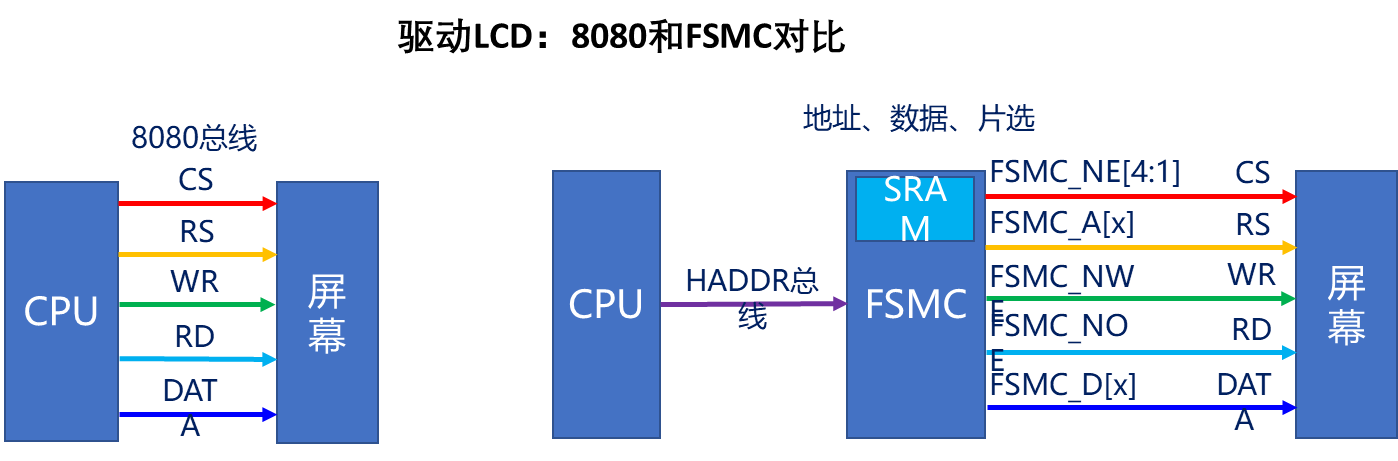 驱动LCD：8080和FSMC对比
8080总线
CS
RS
WR
RD
DAT
A
CPU
屏
幕
地址、数据、片选
CPU
HADDR总
线
SRA
M
FSMC
FSMC_NE[4:1]
CS
FSMC_A[x]
RS
FSMC_NW
E
WR
FSMC_NO
E
RD
FSMC_D[x]
DAT
A
屏
幕